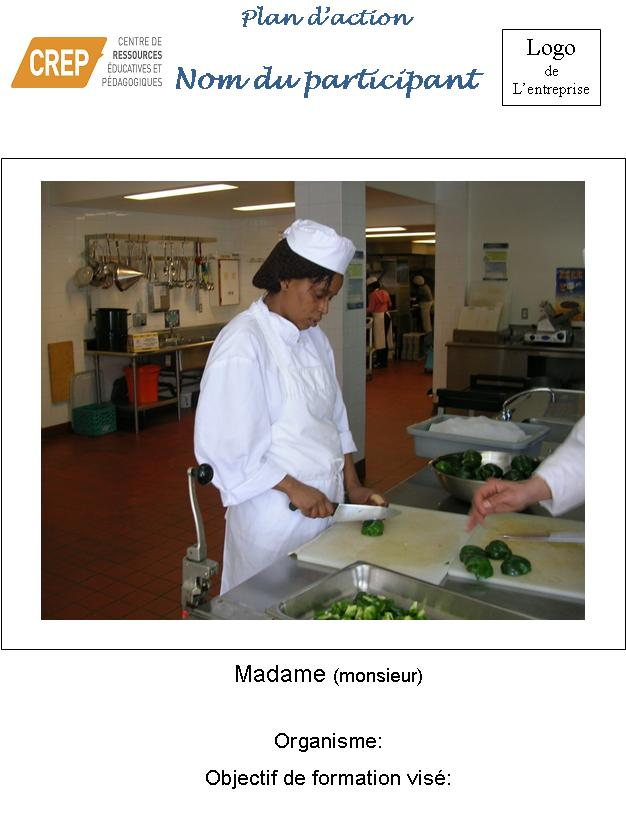 Plan d'action
CREP
CENTRE DE
RESSOURCES
ÉDUCATIVES ET
PÉDAGOGIQUES
Nom du participant
Logo
de
L'entreprise
Madame (monsieur)
Organisme:
Objectif de formation visé: